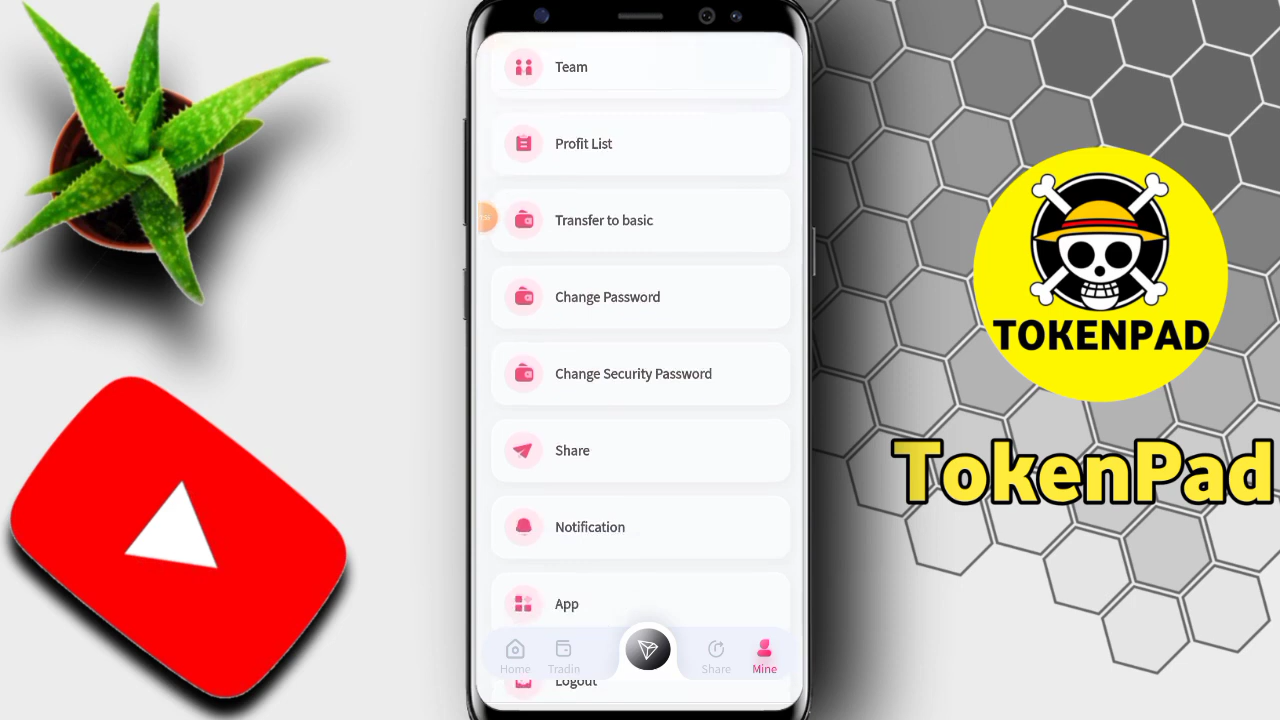 Team
Profit List
Transfer to basic
Change Password
Change Security Password
Share
Notification
App
Home
Tradin
Share
Mine
Logout
TOKENPAD
TokenPad